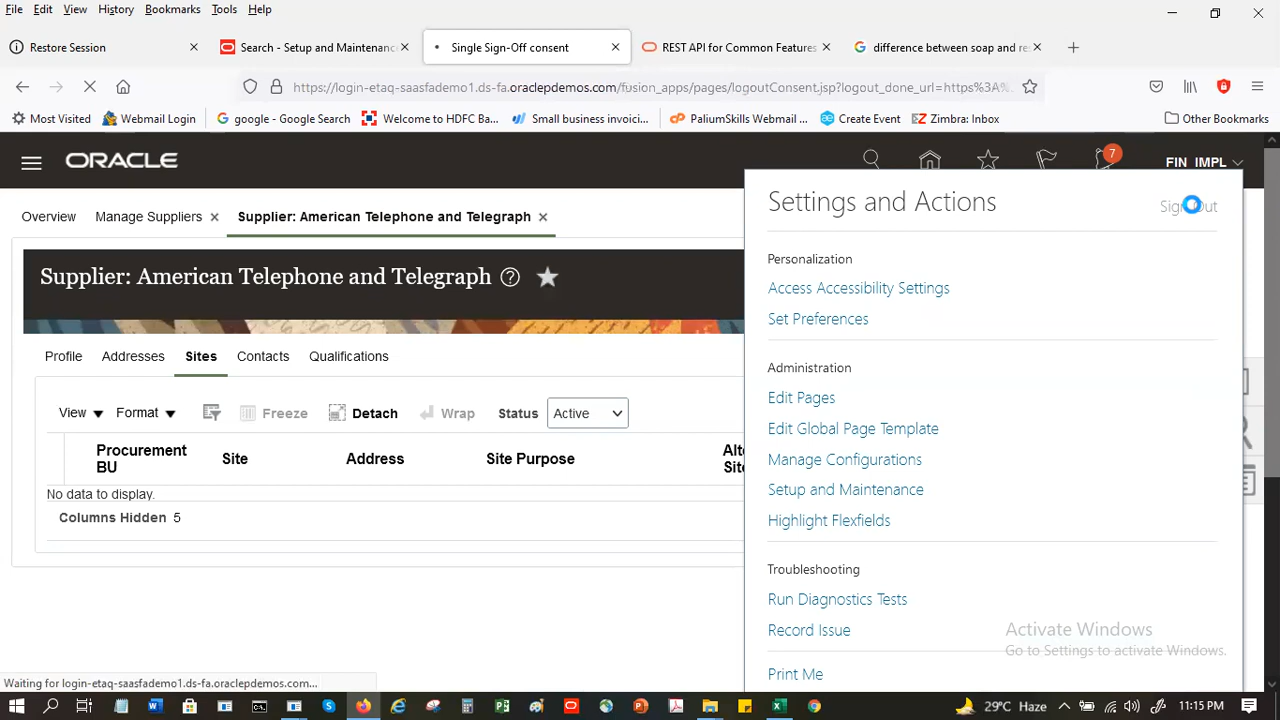 File Edit View History Bookmarks Tools Help
Restore Session
Search - Setup and Maintenance
Single Sign-Off consent
REST API for Common Features
difference between soap and re
https://login-etaq-saasfademo1.ds-fa.oraclepdemos.com/fusion_apps/pages/logoutConsent.jsp?logout_done_url=https%3A%
Most Visited Webmail Login google - Google Search Welcome to HDFC Ba... Small business invoici... PaliumSkills Webmail ... Create Event Zimbra: Inbox Other Bookmarks
ORACLE
7
FIN_IMPL
Overview Manage Suppliers Supplier: American Telephone and Telegraph
Settings and Actions
Sign Out
Supplier: American Telephone and Telegraph
Profile Addresses Sites Contacts Qualifications
View Format Freeze Detach Wrap Status Active
Procurement BU
Site Address Site Purpose
No data to display.
Columns Hidden 5
Personalization
Access Accessibility Settings
Set Preferences
Administration
Edit Pages
Edit Global Page Template
Manage Configurations
Setup and Maintenance
Highlight Flexfields
Troubleshooting
Run Diagnostics Tests
Record Issue
Print Me
Activate Windows
Go to Settings to activate Windows.
Waiting for login-etaq-saasfademo1.ds-fa.oraclepdemos.com...
29°C Haze
11:15 PM